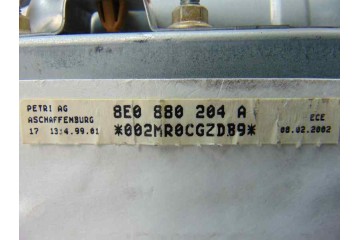 PETRI AG 8E0 880 204 A ECE
ASCHAFFENBURG *002MR0CGZDB9* 08.02.2002
17 13:4.99.01